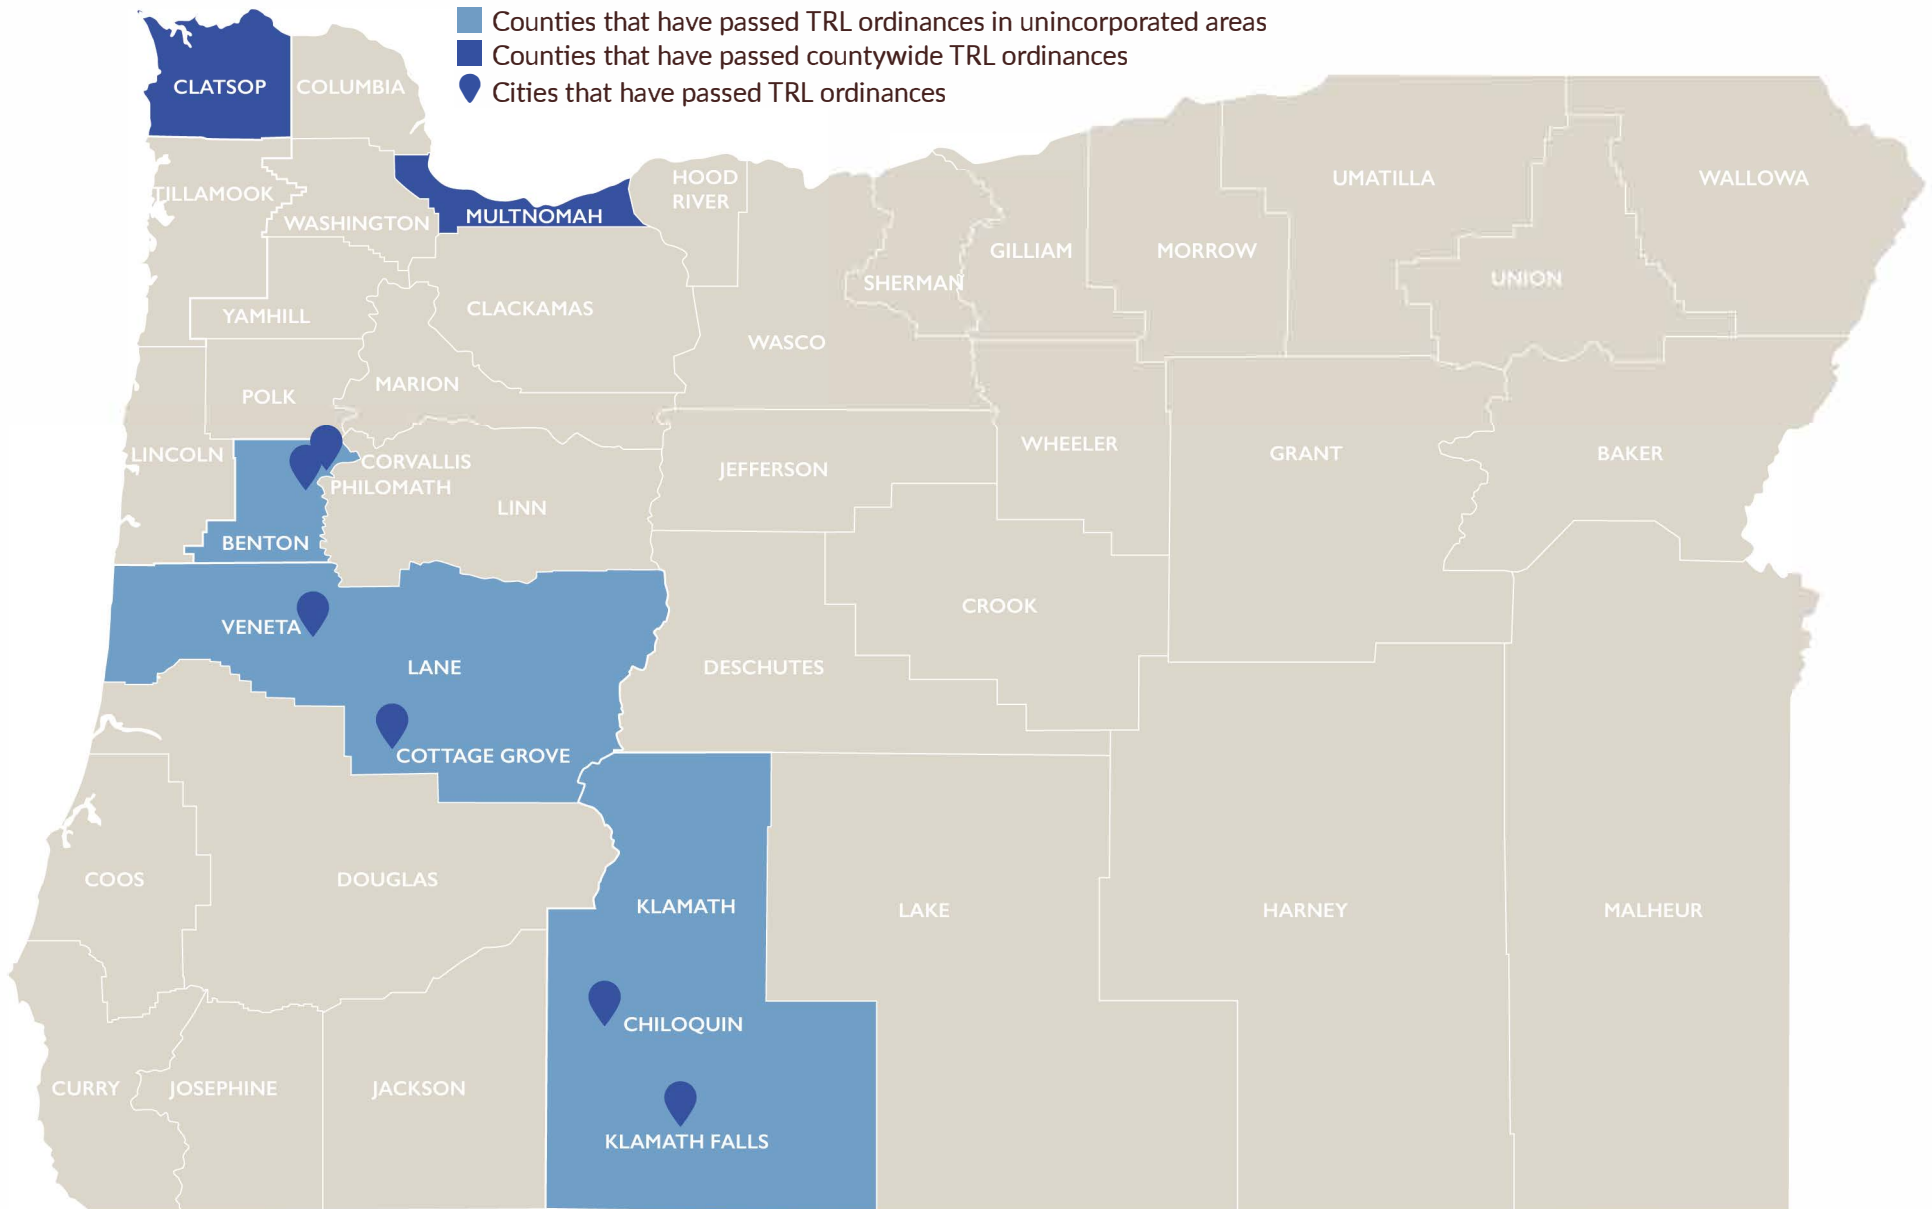 Counties that have passed TRL ordinances in unincorporated areas
Counties that have passed countywide TRL ordinances
Cities that have passed TRL ordinances
CLATSOP
COLUMBIA
TILLAMOOK
WASHINGTON
MULTNOMAH
HOOD
RIVER
UMATILLA
WALLOWA
GILLIAM
MORROW
SHERMAN
UNION
YAMHILL
CLACKAMAS
WASCO
POLK
MARION
LINCOLN
CORVALLIS
PHILOMATH
LINN
JEFFERSON
WHEELER
GRANT
BAKER
BENTON
VENETA
LANE
CROOK
DESCHUTES
COTTAGE GROVE
COOS
DOUGLAS
KLAMATH
LAKE
HARNEY
MALHEUR
CHILOQUIN
CURRY
JOSEPHINE
JACKSON
KLAMATH FALLS